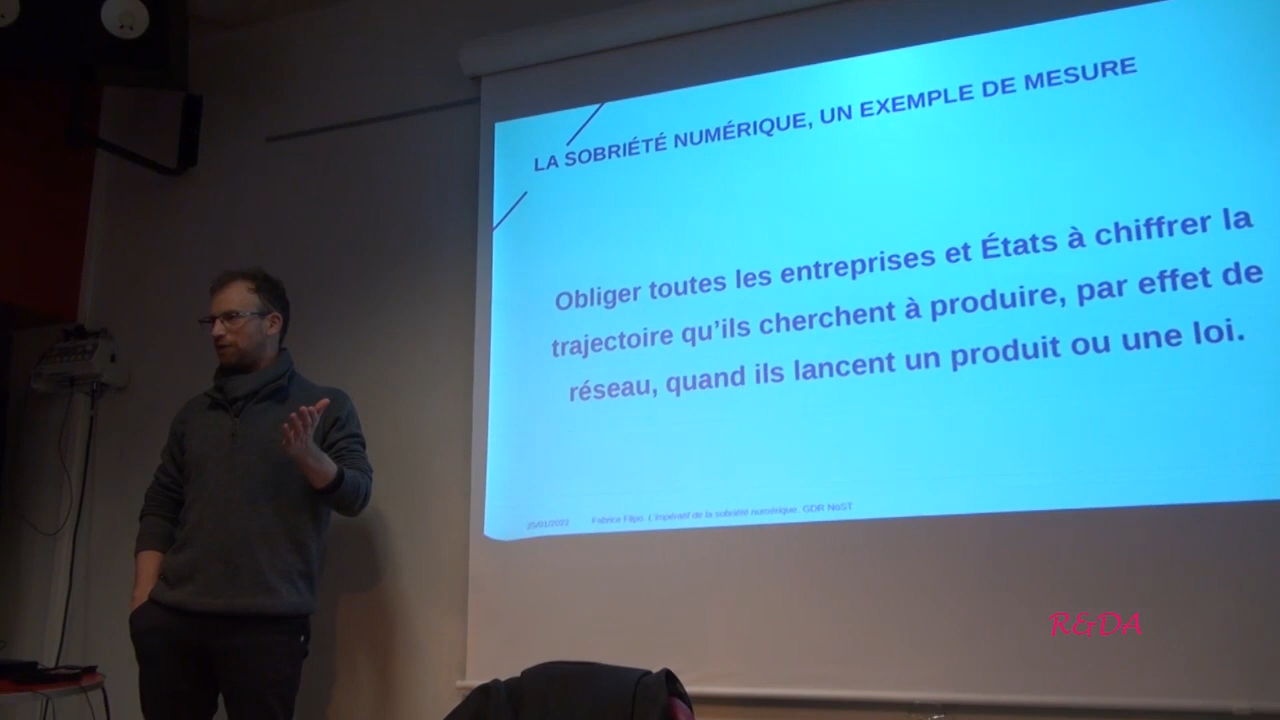 LA SOBRIÉTÉ NUMÉRIQUE, UN EXEMPLE DE MESURE
Obliger toutes les entreprises et États à chiffrer la
trajectoire qu'ils cherchent à produire, par effet de
réseau, quand ils lancent un produit ou une loi.
Fabrice Flipo. L'impératif de la sobriété numérique. GDR NoST
R&DA